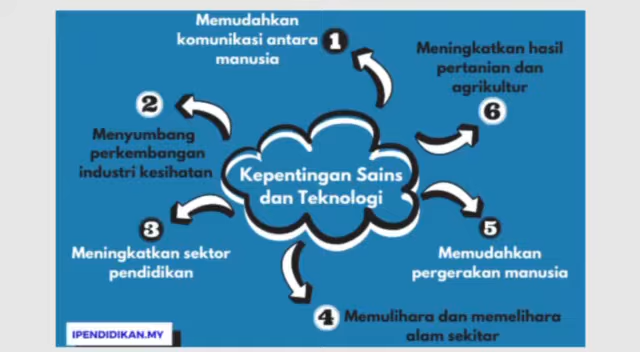 Kepentingan Sains
dan Teknologi
1
Memudahkan
komunikasi antara
manusia
2
Menyumbang
perkembangan
industri kesihatan
3
Meningkatkan sektor
pendidikan
4
Memulihara dan memelihara
alam sekitar
5
Memudahkan
pergerakan manusia
Meningkatkan hasil
pertanian dan
agrikultur
6
IPENDIDIKAN.MY